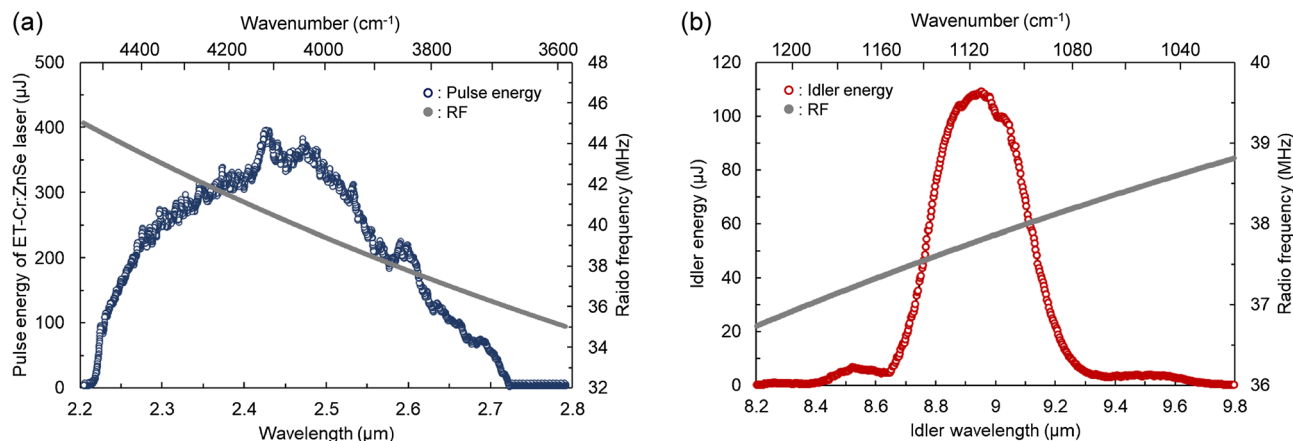 (a)
Wavenumber (cm⁻¹)
4400 4200 4000 3800 3600
Pulse energy of ET-Cr:ZnSe laser (µJ)
500
400
300
200
100
0
: Pulse energy
: RF
48
46
44
42
40
38
36
34
32
Raido frequency (MHz)
2.2 2.3 2.4 2.5 2.6 2.7 2.8
Wavelength (µm)
(b)
Wavenumber (cm⁻¹)
1200 1160 1120 1080 1040
Idler energy (µJ)
120
100
80
60
40
20
0
: Idler energy
: RF
40
39
38
37
36
Radio frequency (MHz)
8.2 8.4 8.6 8.8 9 9.2 9.4 9.6 9.8
Idler wavelength (µm)